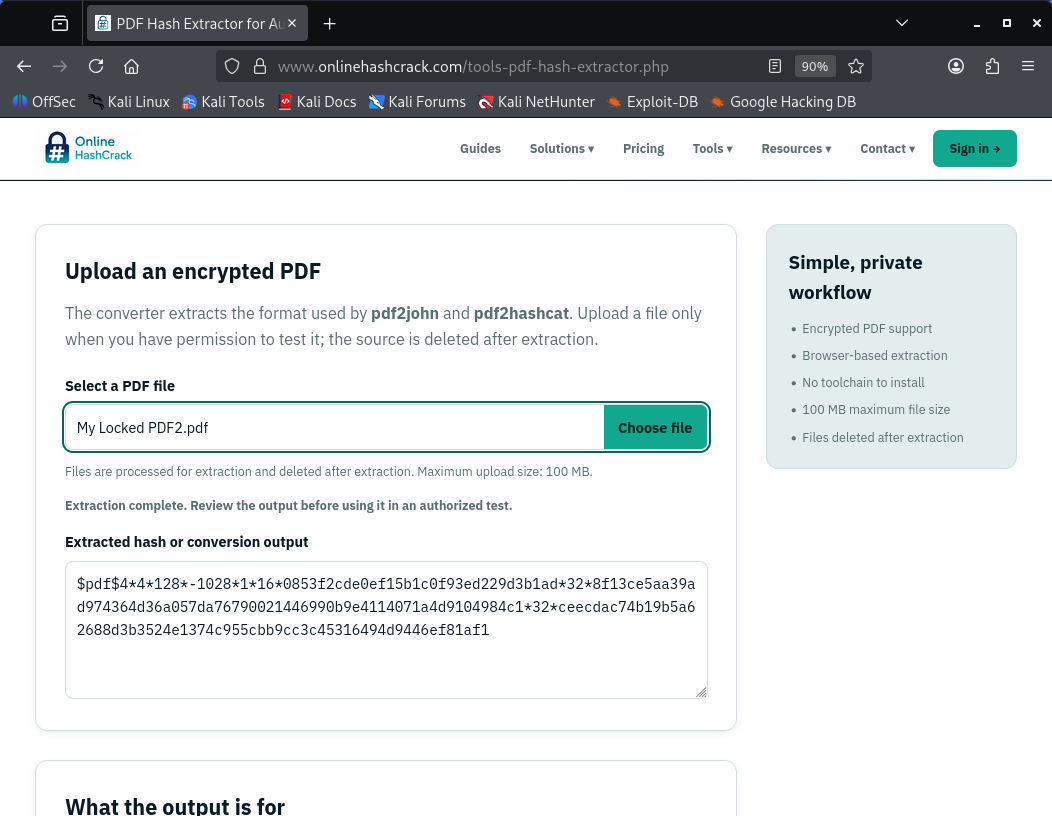 PDF Hash Extractor for Au
www.onlinehashcrack.com/tools-pdf-hash-extractor.php
90%
OffSec
Kali Linux
Kali Tools
Kali Docs
Kali Forums
Kali NetHunter
Exploit-DB
Google Hacking DB
Online
HashCrack
Guides
Solutions ▾
Pricing
Tools ▾
Resources ▾
Contact ▾
Sign in →
Upload an encrypted PDF
The converter extracts the format used by pdf2john and pdf2hashcat. Upload a file only
when you have permission to test it; the source is deleted after extraction.
Select a PDF file
My Locked PDF2.pdf
Choose file
Files are processed for extraction and deleted after extraction. Maximum upload size: 100 MB.
Extraction complete. Review the output before using it in an authorized test.
Extracted hash or conversion output
$pdf$4*4*128*-1028*1*16*0853f2cde0ef15b1c0f93ed229d3b1ad*32*8f13ce5aa39a
d974364d36a057da76790021446990b9e4114071a4d9104984c1*32*ceecdac74b19b5a6
2688d3b3524e1374c955cbb9cc3c45316494d9446ef81af1
Simple, private
workflow
• Encrypted PDF support
• Browser-based extraction
• No toolchain to install
• 100 MB maximum file size
• Files deleted after extraction
What the output is for